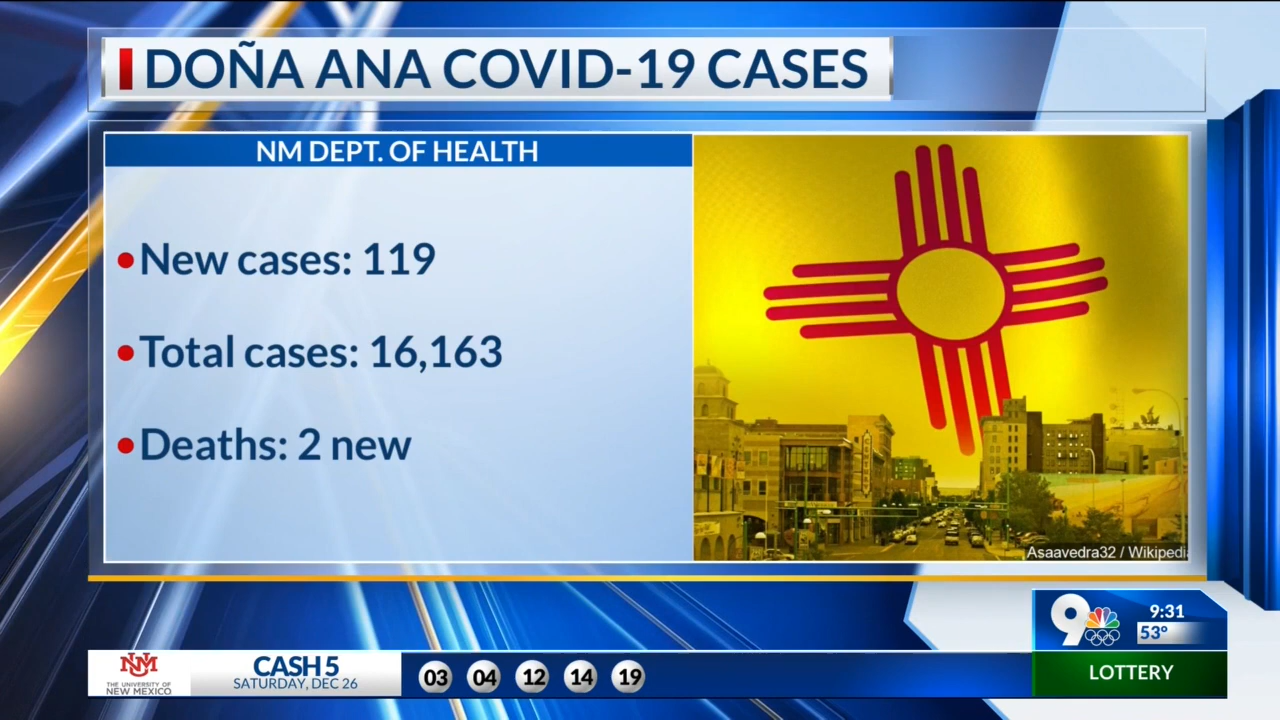 DOÑA ANA COVID-19 CASES
NM DEPT. OF HEALTH
• New cases: 119
• Total cases: 16,163
• Deaths: 2 new
Asaavedra32 / Wikipedi
9
9:31
53°
LOTTERY
NM
THE UNIVERSITY OF
NEW MEXICO
CASH 5
SATURDAY, DEC 26
03 04 12 14 19